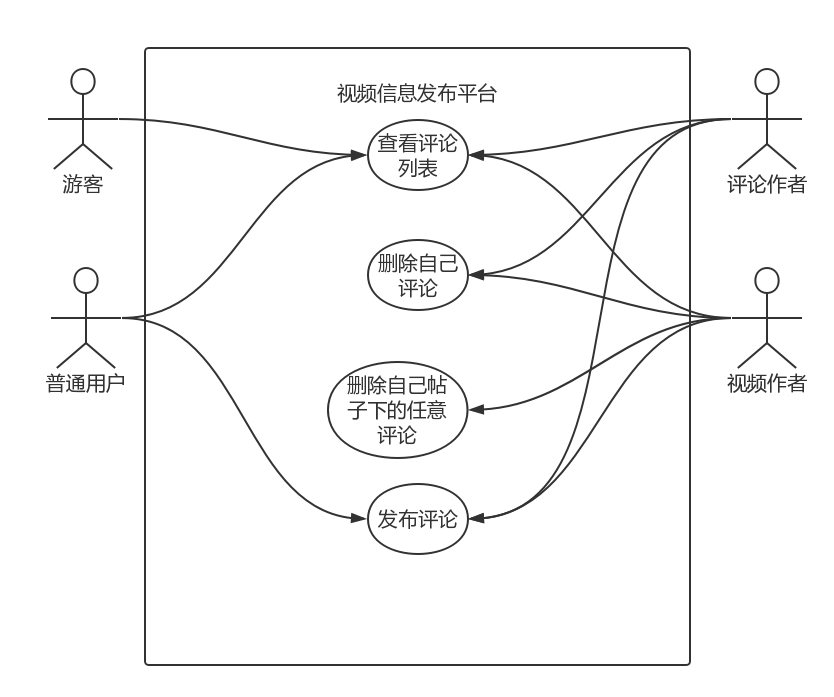 视频信息发布平台
查看评论
列表
游客
评论作者
删除自己
评论
普通用户
视频作者
删除自己帖
子下的任意
评论
发布评论